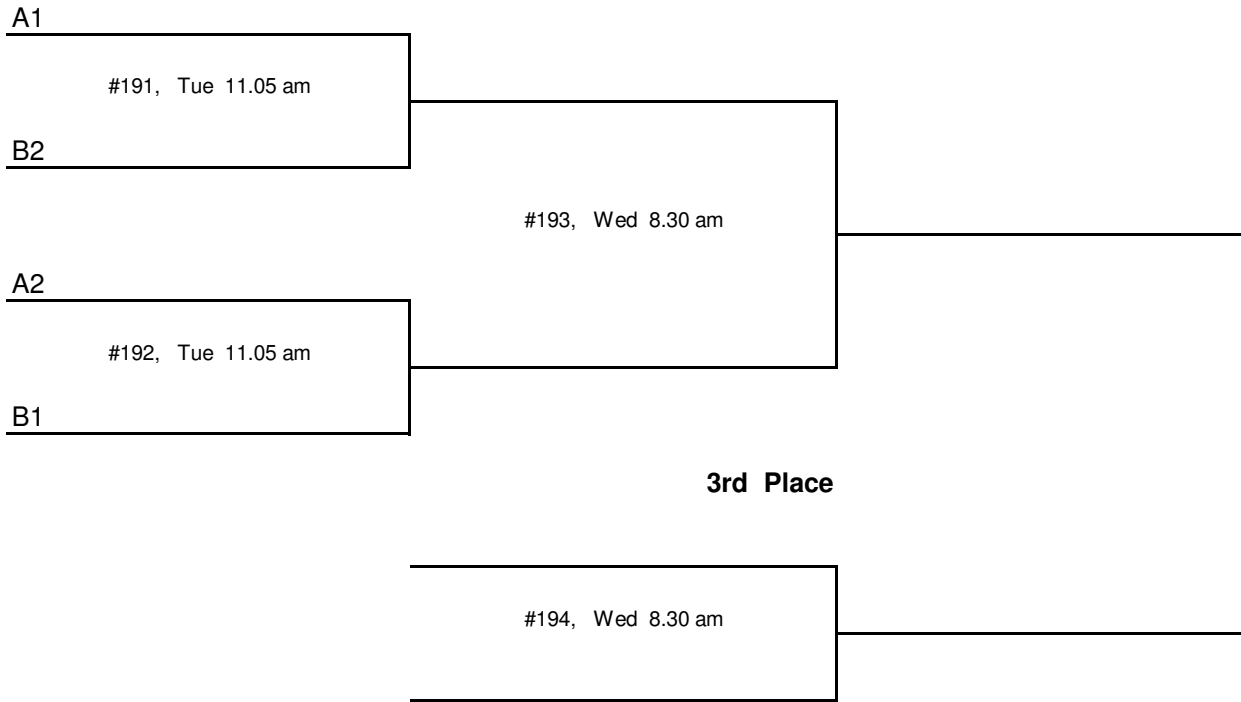 A1
#191, Tue 11.05 am
B2
#193, Wed 8.30 am
A2
#192, Tue 11.05 am
B1
3rd Place
#194, Wed 8.30 am